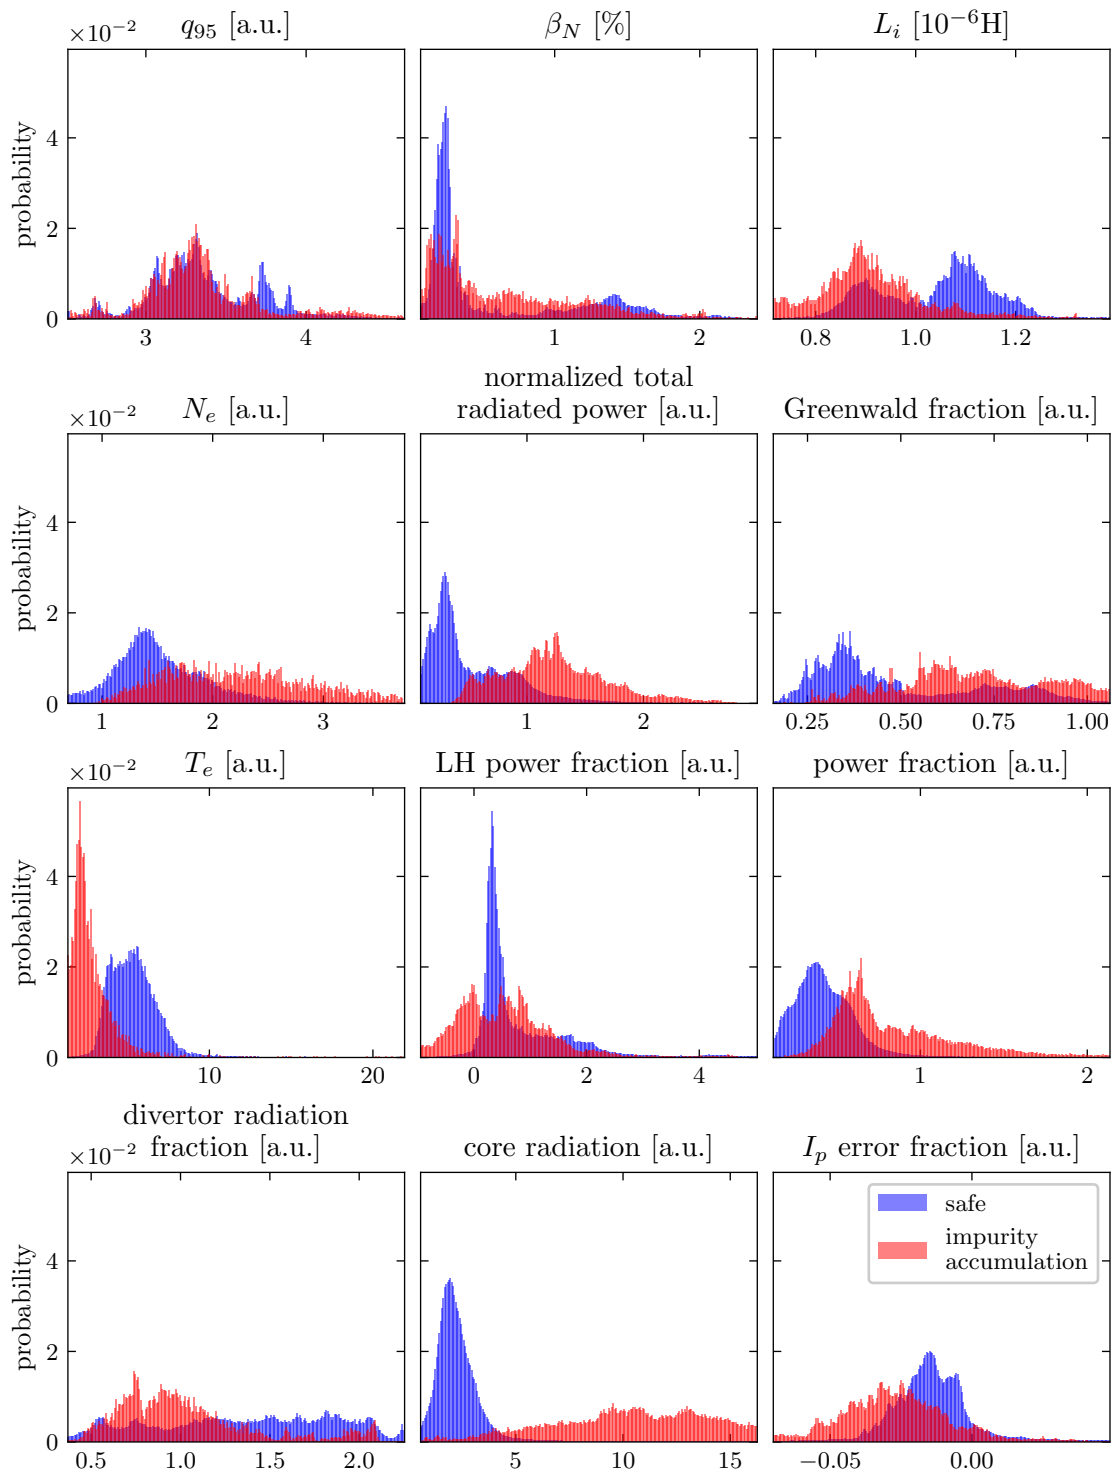 ×10⁻² q₉₅ [a.u.] β_N [%] L_i [10⁻⁶H]
probability
4
2
0
3 4 1 2 0.8 1.0 1.2
normalized total
×10⁻² N_e [a.u.] radiated power [a.u.] Greenwald fraction [a.u.]
probability
4
2
0
1 2 3 1 2 0.25 0.50 0.75 1.00
×10⁻² T_e [a.u.] LH power fraction [a.u.] power fraction [a.u.]
probability
4
2
0
10 20 0 2 4 1 2
divertor radiation
×10⁻² fraction [a.u.] core radiation [a.u.] I_p error fraction [a.u.]
probability
4
2
0
safe
impurity
accumulation
0.5 1.0 1.5 2.0 5 10 15 −0.05 0.00